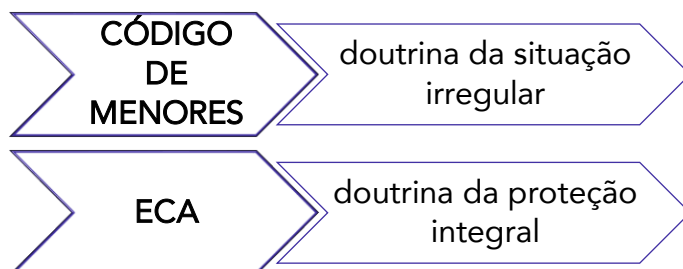 CÓDIGO
DE
MENORES
doutrina da situação
irregular
ECA
doutrina da proteção
integral